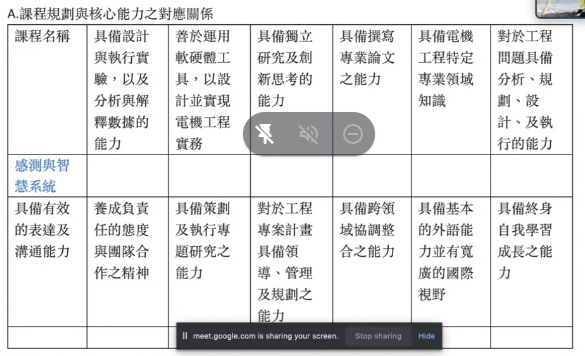 A.課程規劃與核心能力之對應關係
課程名稱
具備設計
與執行實
驗,以及
分析與解
釋數據的
能力
善於運用
軟硬體工
具,以設
計並實現
電機工程
實務
具備獨立
研究及創
新思考的
能力
具備撰寫
專業論文
之能力
具備電機
工程特定
專業領域
知識
對於工程
問題具備
分析、規
劃、設
計、及執
行的能力
感測與智
慧系統
具備有效
的表達及
溝通能力
養成負責
任的態度
與團隊合
作之精神
具備策劃
及執行專
題研究之
能力
對於工程
專案計畫
具備領
導、管理
及規劃之
能力
具備跨領
域協調整
合之能力
具備基本
的外語能
力並有寬
廣的國際
視野
具備終身
自我學習
成長之能
力
meet.google.com is sharing your screen.
Stop sharing
Hide